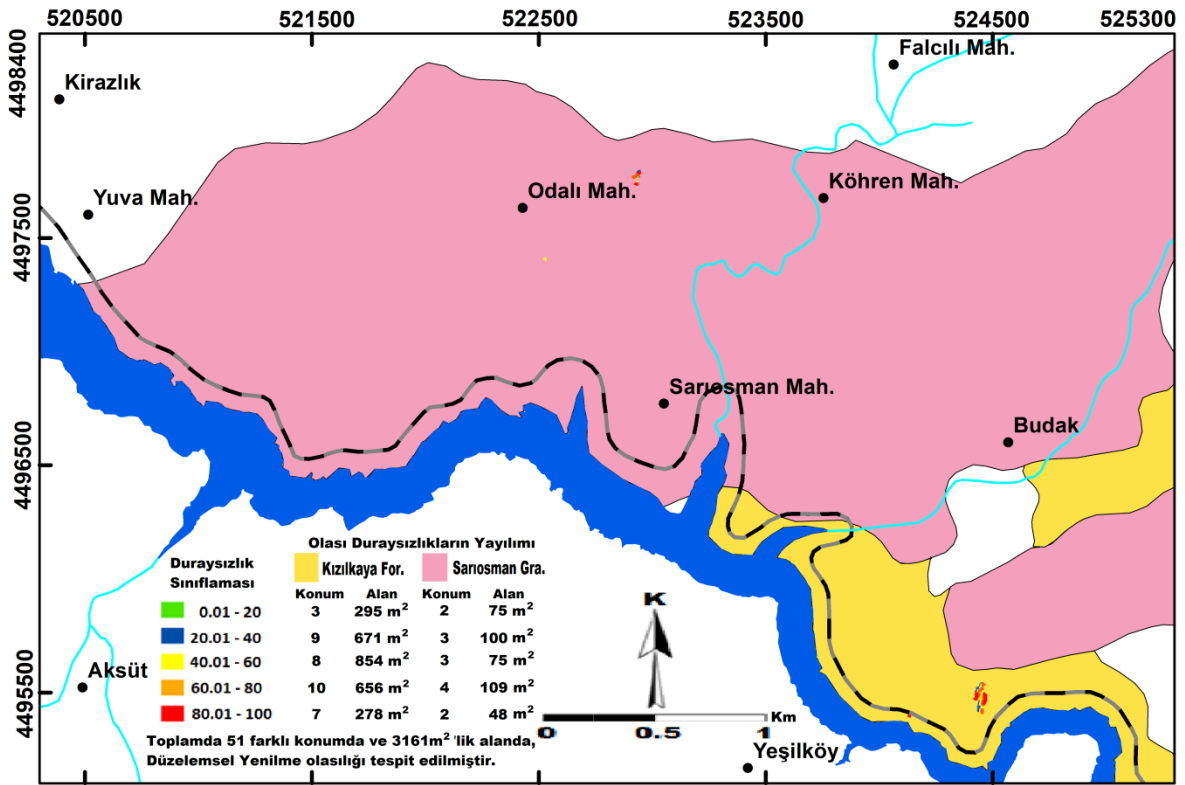 520500 521500 522500 523500 524500 525300
4498400
4497500
4496500
4495500
Falcılı Mah.
Kirazlık
Köhren Mah.
Yuva Mah.
Odalı Mah.
Sarıosman Mah.
Budak
Aksüt
Yeşilköy
Olası Duraysızlıkların Yayılımı
Duraysızlık
Sınıflaması
Kızılkaya For. Sarıosman Gra.
Konum Alan Konum Alan
0.01 - 20 3 295 m² 2 75 m²
20.01 - 40 9 671 m² 3 100 m²
40.01 - 60 8 854 m² 3 75 m²
60.01 - 80 10 656 m² 4 109 m²
80.01 - 100 7 278 m² 2 48 m²
Toplamda 51 farklı konumda ve 3161m² 'lik alanda,
Düzelemsel Yenilme olasılığı tespit edilmiştir.
K
Km
0 0.5 1